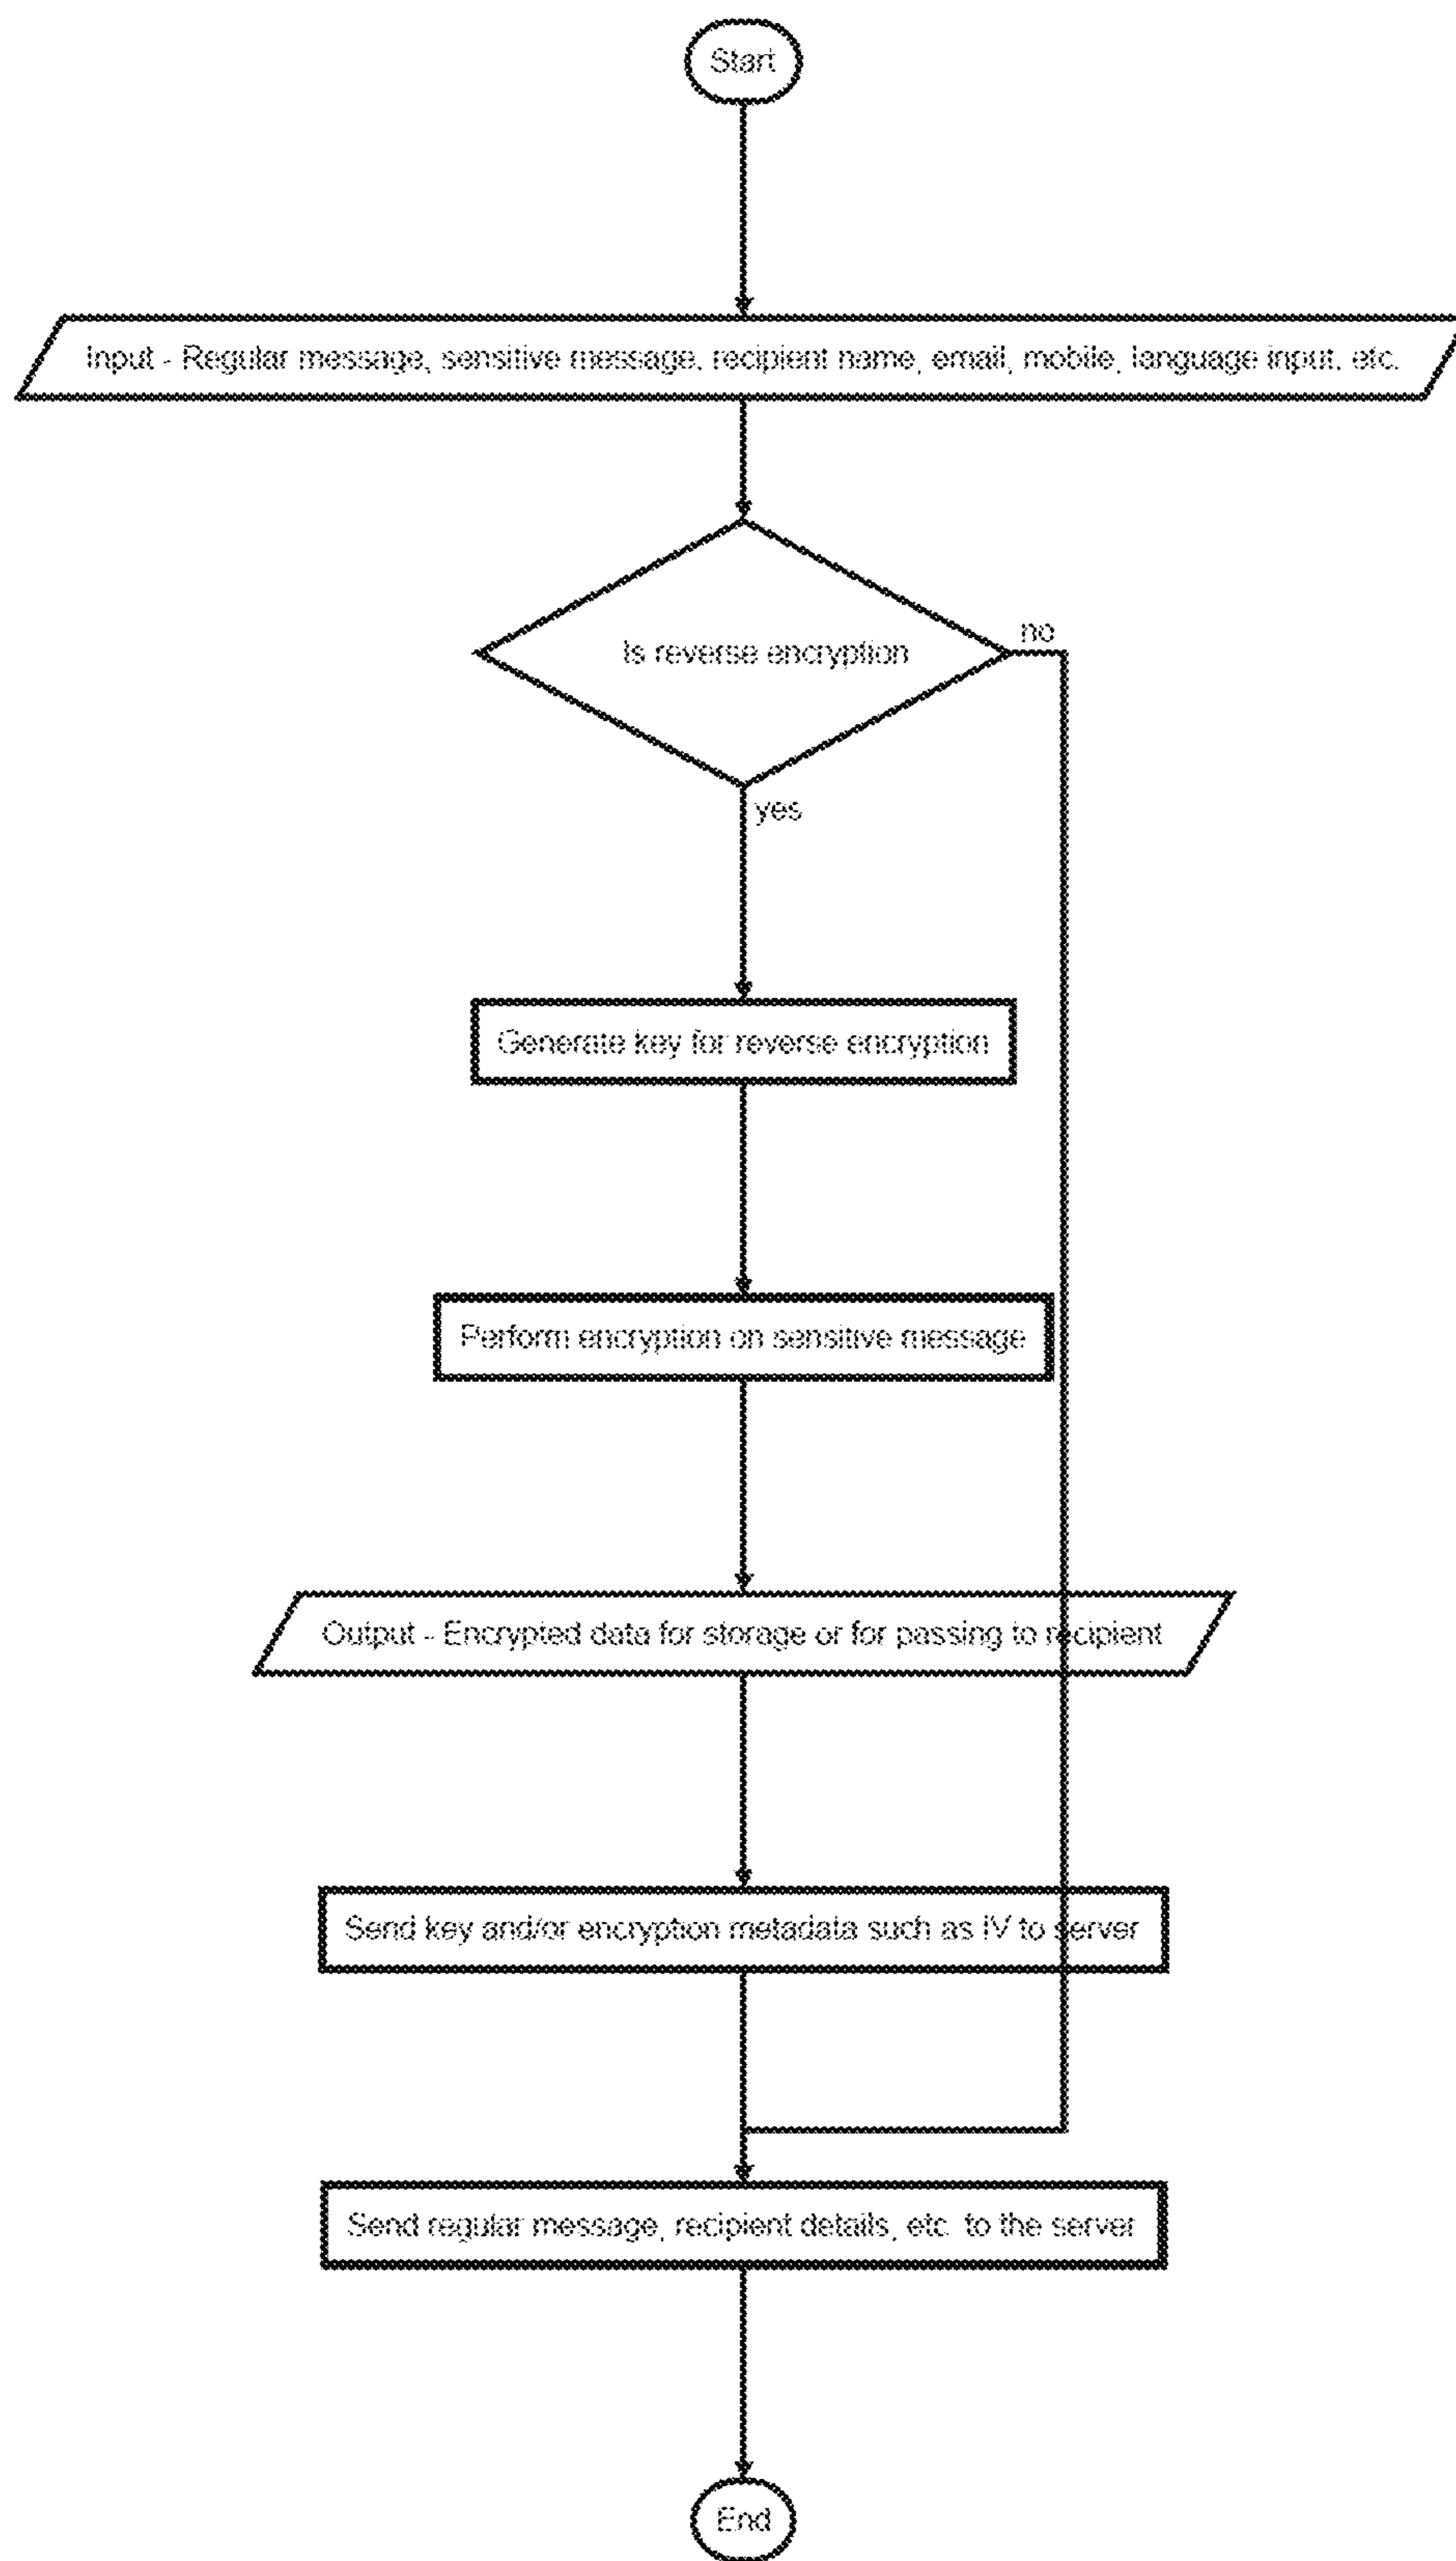 Start
Input - Regular message, sensitive message, recipient name, email, mobile, language input, etc.
Is reverse encryption
no
yes
Generate key for reverse encryption
Perform encryption on sensitive message
Output - Encrypted data for storage or for passing to recipient
Send key and/or encryption metadata such as IV to server
Send regular message, recipient details, etc. to the server
End